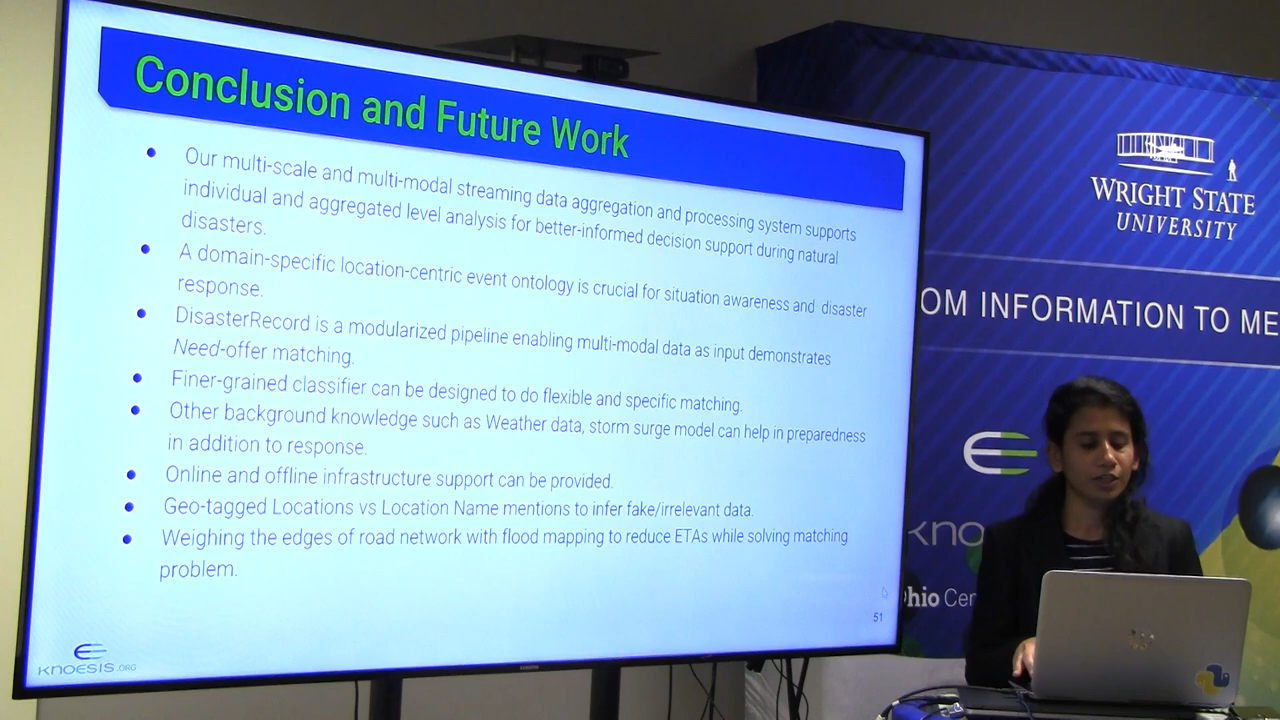 Conclusion and Future Work
Our multi-scale and multi-modal streaming data aggregation and processing system supports
individual and aggregated level analysis for better-informed decision support during natural
disasters.
A domain-specific location-centric event ontology is crucial for situation awareness and disaster
response.
DisasterRecord is a modularized pipeline enabling multi-modal data as input demonstrates
Need-offer matching.
Finer-grained classifier can be designed to do flexible and specific matching.
Other background knowledge such as Weather data, storm surge model can help in preparedness
in addition to response.
Online and offline infrastructure support can be provided.
Geo-tagged Locations vs Location Name mentions to infer fake/irrelevant data.
Weighing the edges of road network with flood mapping to reduce ETAs while solving matching
problem.
51
KNOESIS.ORG
SAMSUNG
WRIGHT STATE
UNIVERSITY
OM INFORMATION TO ME
KNO
Ohio Cen